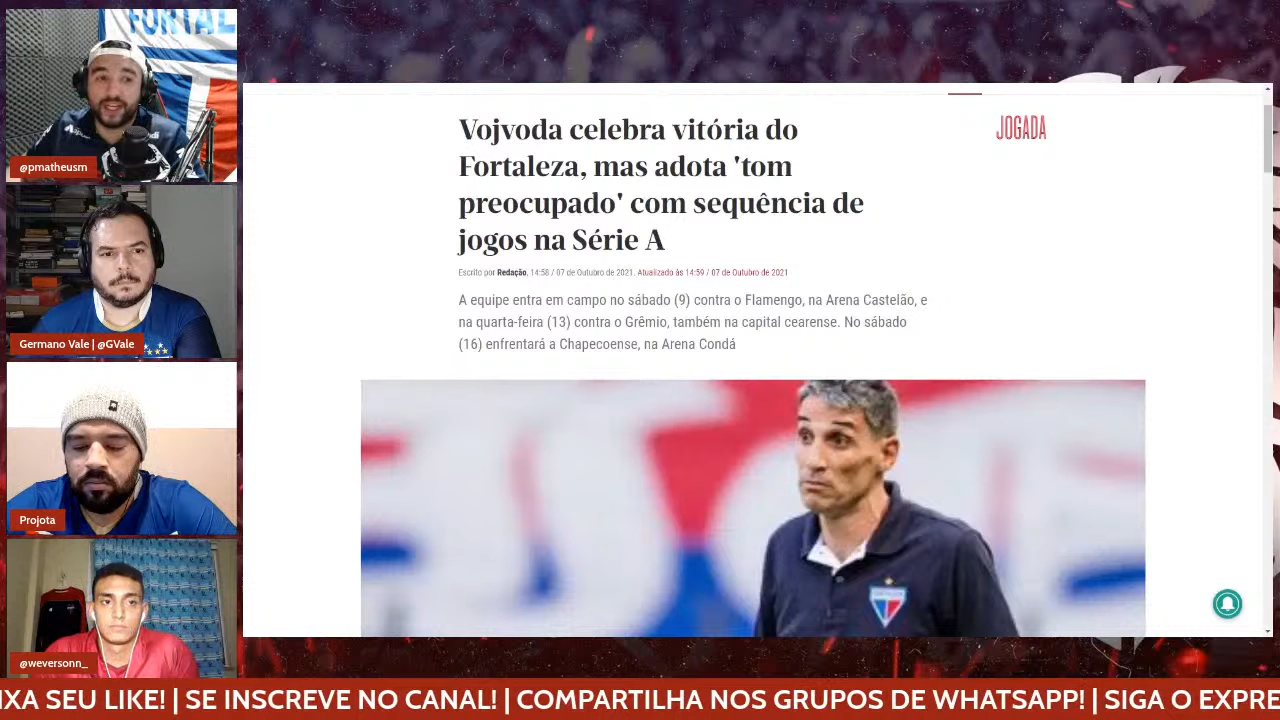 FORTAL
@pmatheusm
Germano Vale | @GVale
Projota
@weversonn_
JOGADA
Vojvoda celebra vitória do
Fortaleza, mas adota 'tom
preocupado' com sequência de
jogos na Série A
Escrito por Redação, 14:58 / 07 de Outubro de 2021. Atualizado às 14:59 / 07 de Outubro de 2021
A equipe entra em campo no sábado (9) contra o Flamengo, na Arena Castelão, e
na quarta-feira (13) contra o Grêmio, também na capital cearense. No sábado
(16) enfrentará a Chapecoense, na Arena Condá
IXA SEU LIKE! | SE INSCREVE NO CANAL! | COMPARTILHA NOS GRUPOS DE WHATSAPP! | SIGA O EXPRE